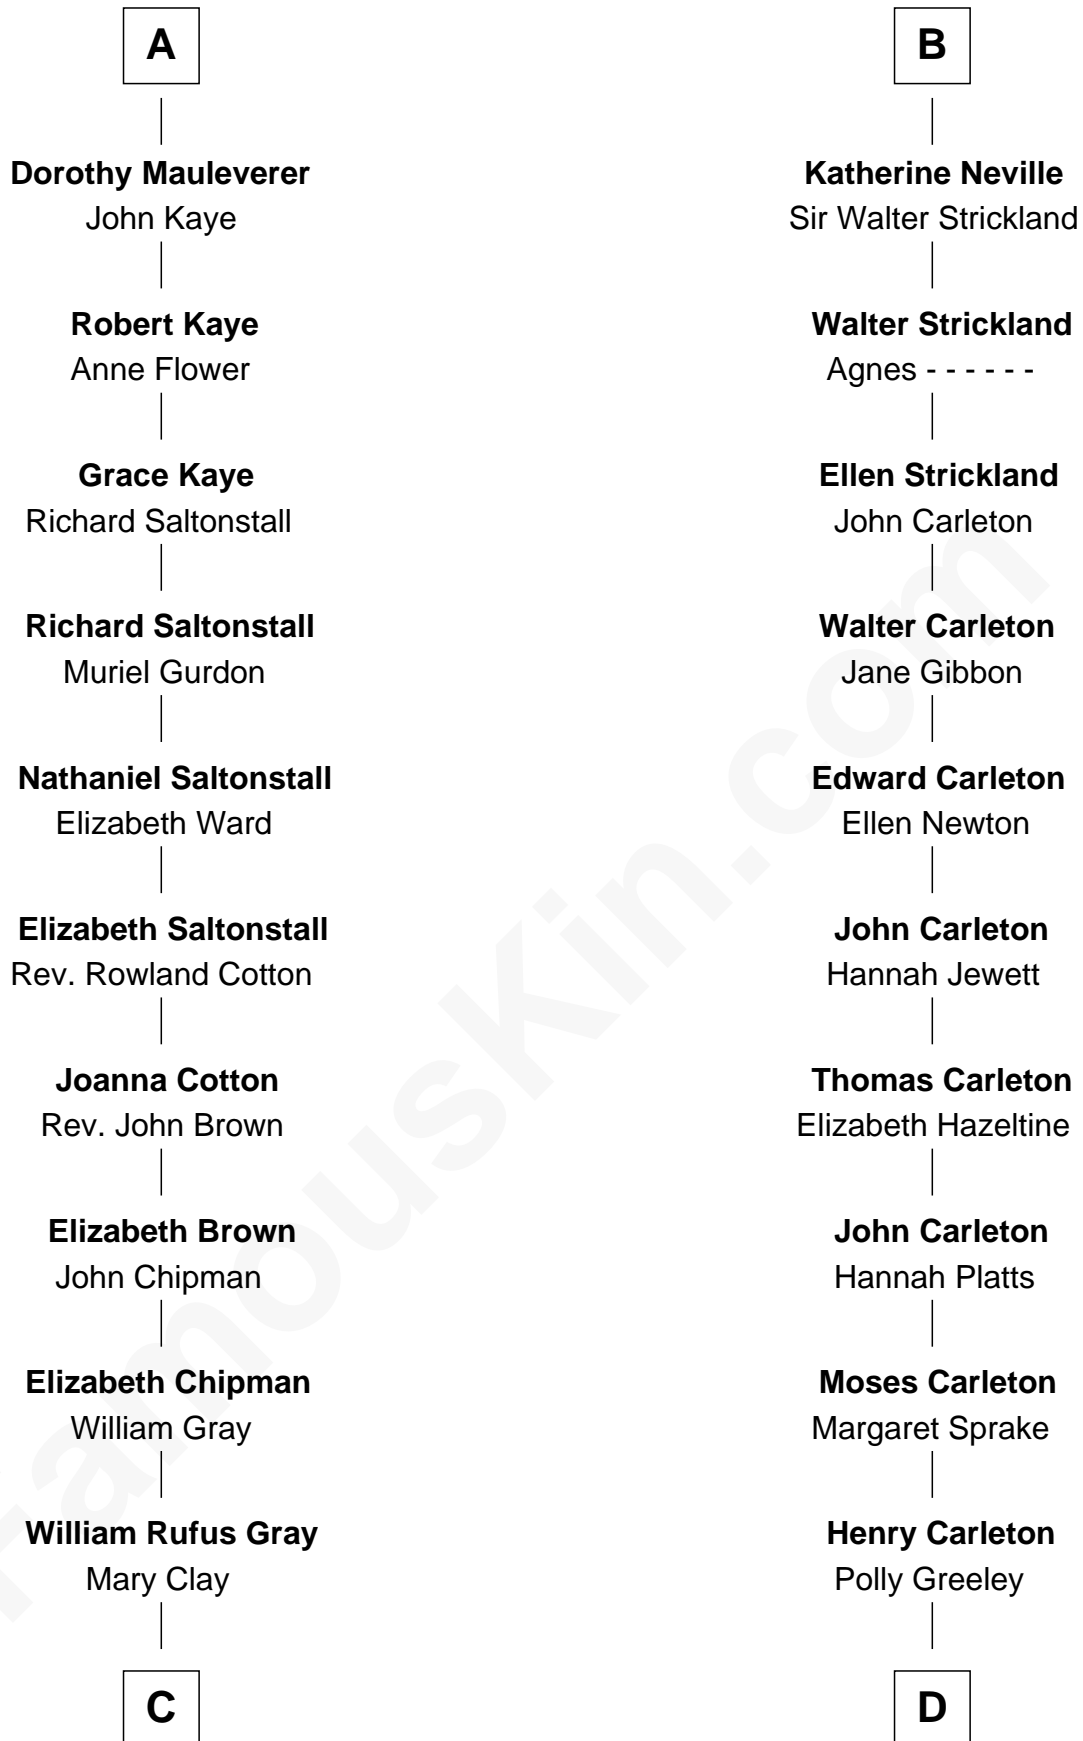 A
Dorothy Mauleverer
John Kaye
Robert Kaye
Anne Flower
Grace Kaye
Richard Saltonstall
Richard Saltonstall
Muriel Gurdon
Nathaniel Saltonstall
Elizabeth Ward
Elizabeth Saltonstall
Rev. Rowland Cotton
Joanna Cotton
Rev. John Brown
Elizabeth Brown
John Chipman
Elizabeth Chipman
William Gray
William Rufus Gray
Mary Clay
C
B
Katherine Neville
Sir Walter Strickland
Walter Strickland
Agnes - - - - - -
Ellen Strickland
John Carleton
Walter Carleton
Jane Gibbon
Edward Carleton
Ellen Newton
John Carleton
Hannah Jewett
Thomas Carleton
Elizabeth Hazeltine
John Carleton
Hannah Platts
Moses Carleton
Margaret Sprake
Henry Carleton
Polly Greeley
D
FamousKin.com